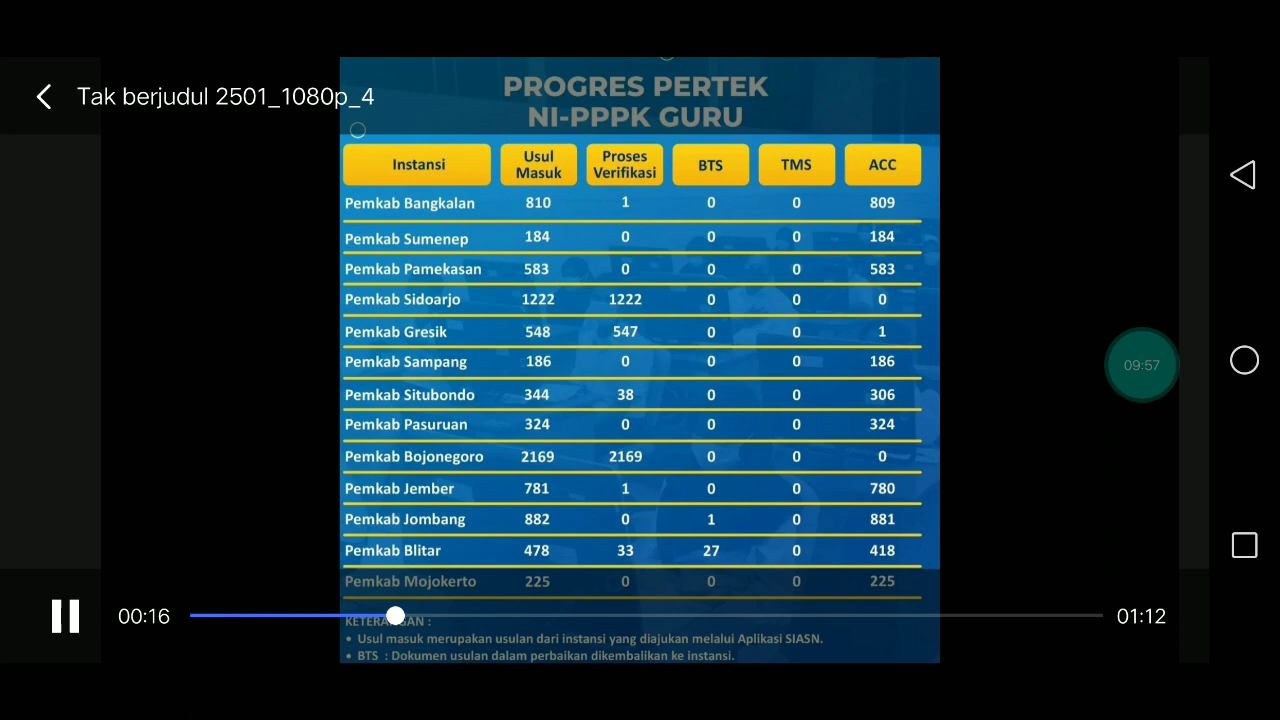 Tak berjudul 2501_1080p_4
PROGRES PERTEK
NI-PPPK GURU
Instansi Usul Masuk Proses Verifikasi BTS TMS ACC
Pemkab Bangkalan 810 1 0 0 809
Pemkab Sumenep 184 0 0 0 184
Pemkab Pamekasan 583 0 0 0 583
Pemkab Sidoarjo 1222 1222 0 0 0
Pemkab Gresik 548 547 0 0 1
Pemkab Sampang 186 0 0 0 186
Pemkab Situbondo 344 38 0 0 306
Pemkab Pasuruan 324 0 0 0 324
Pemkab Bojonegoro 2169 2169 0 0 0
Pemkab Jember 781 1 0 0 780
Pemkab Jombang 882 0 1 0 881
Pemkab Blitar 478 33 27 0 418
Pemkab Mojokerto 225 0 0 0 225
09:57
00:16 01:12
KETERANGAN :
• Usul masuk merupakan usulan dari instansi yang diajukan melalui Aplikasi SIASN.
• BTS : Dokumen usulan dalam perbaikan dikembalikan ke instansi.